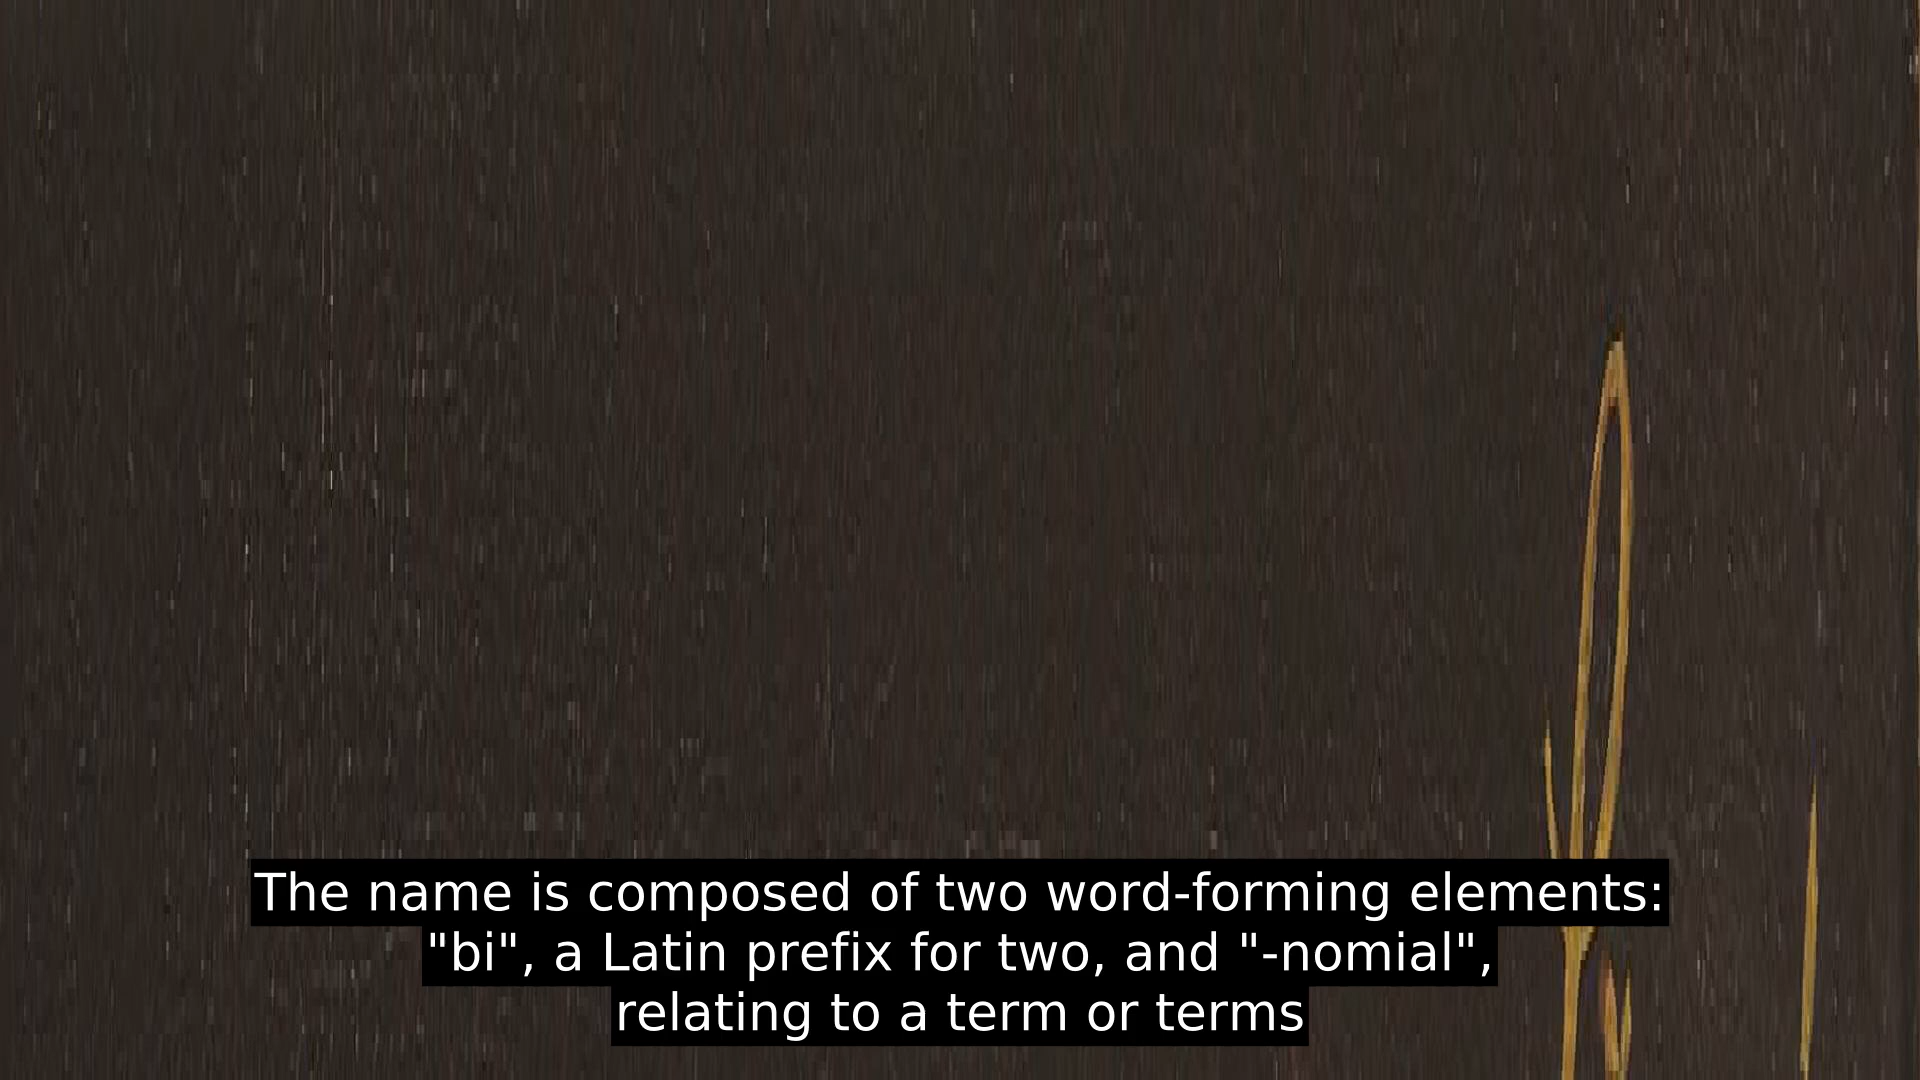 The name is composed of two word-forming elements:
"bi", a Latin prefix for two, and "-nomial",
relating to a term or terms